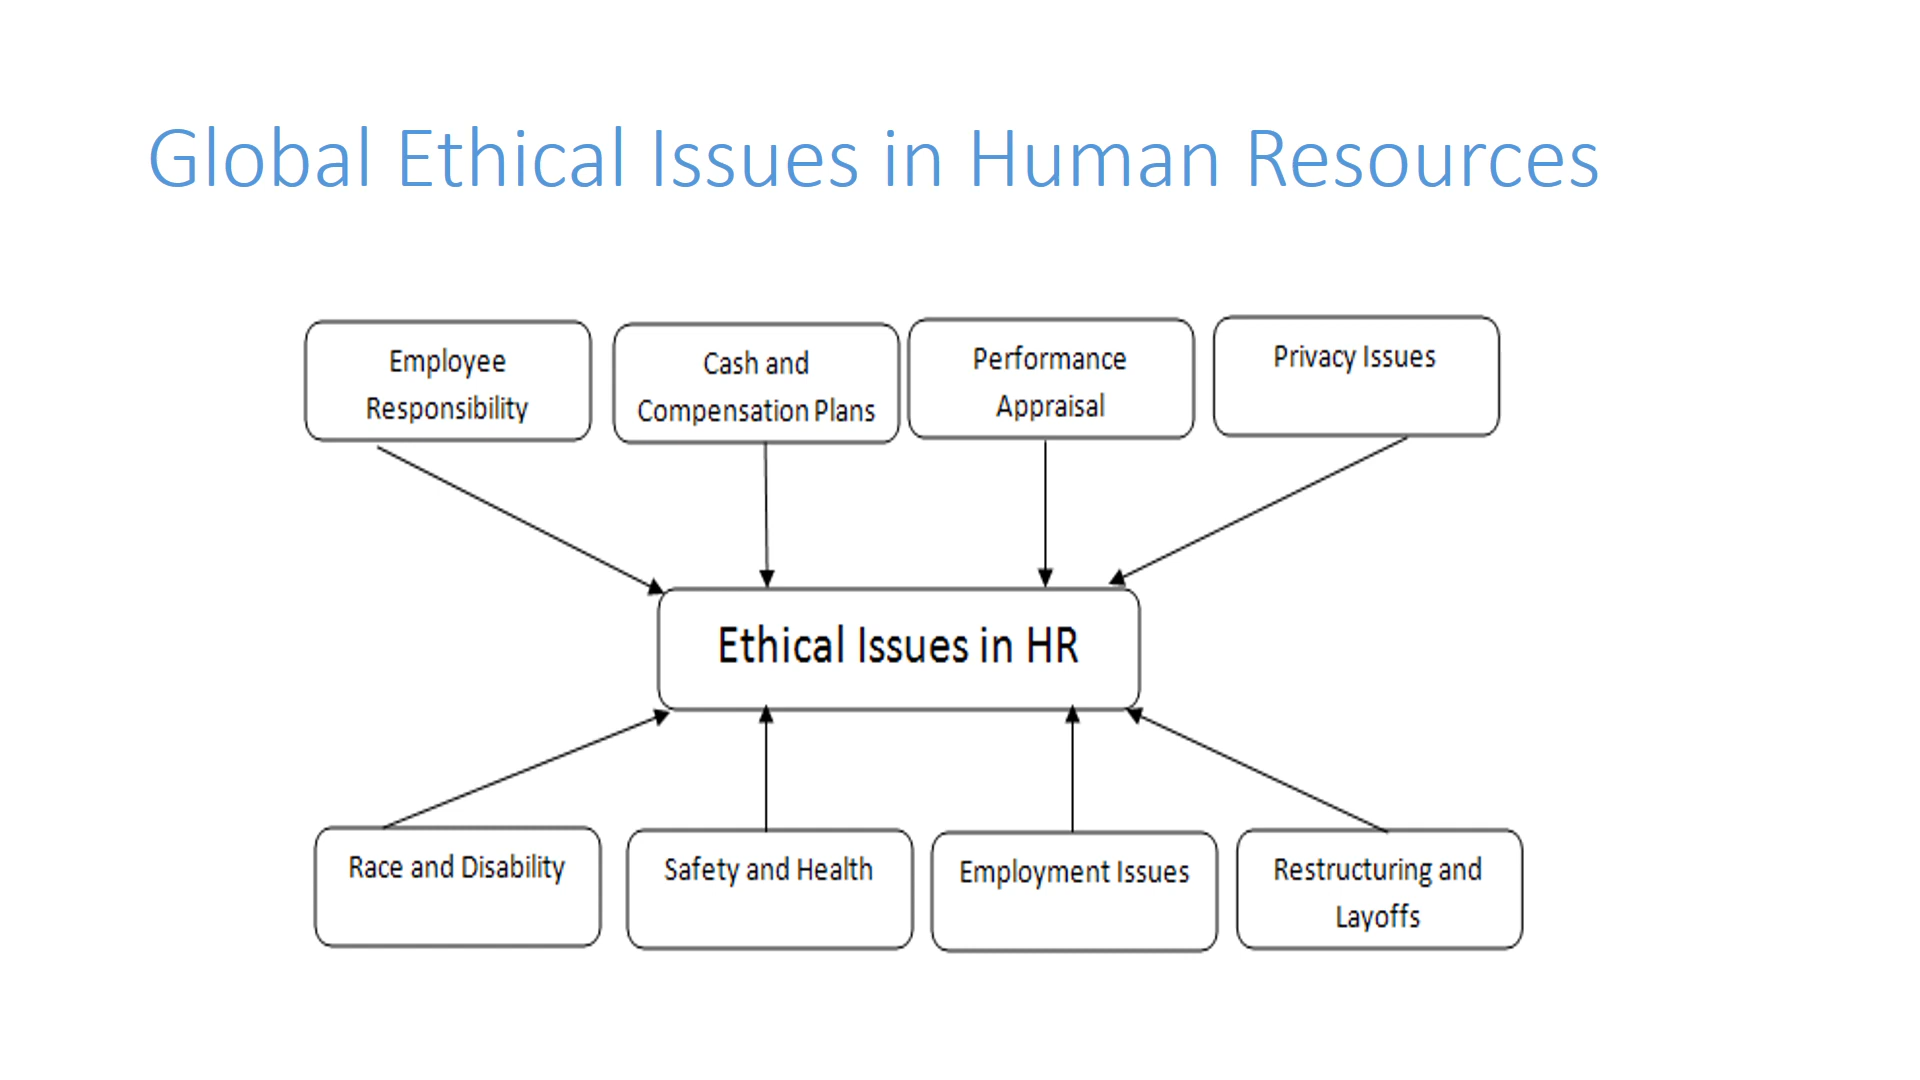 Global Ethical Issues in Human Resources
Employee
Responsibility
Cash and
Compensation Plans
Performance
Appraisal
Privacy Issues
Ethical Issues in HR
Race and Disability
Safety and Health
Employment Issues
Restructuring and
Layoffs